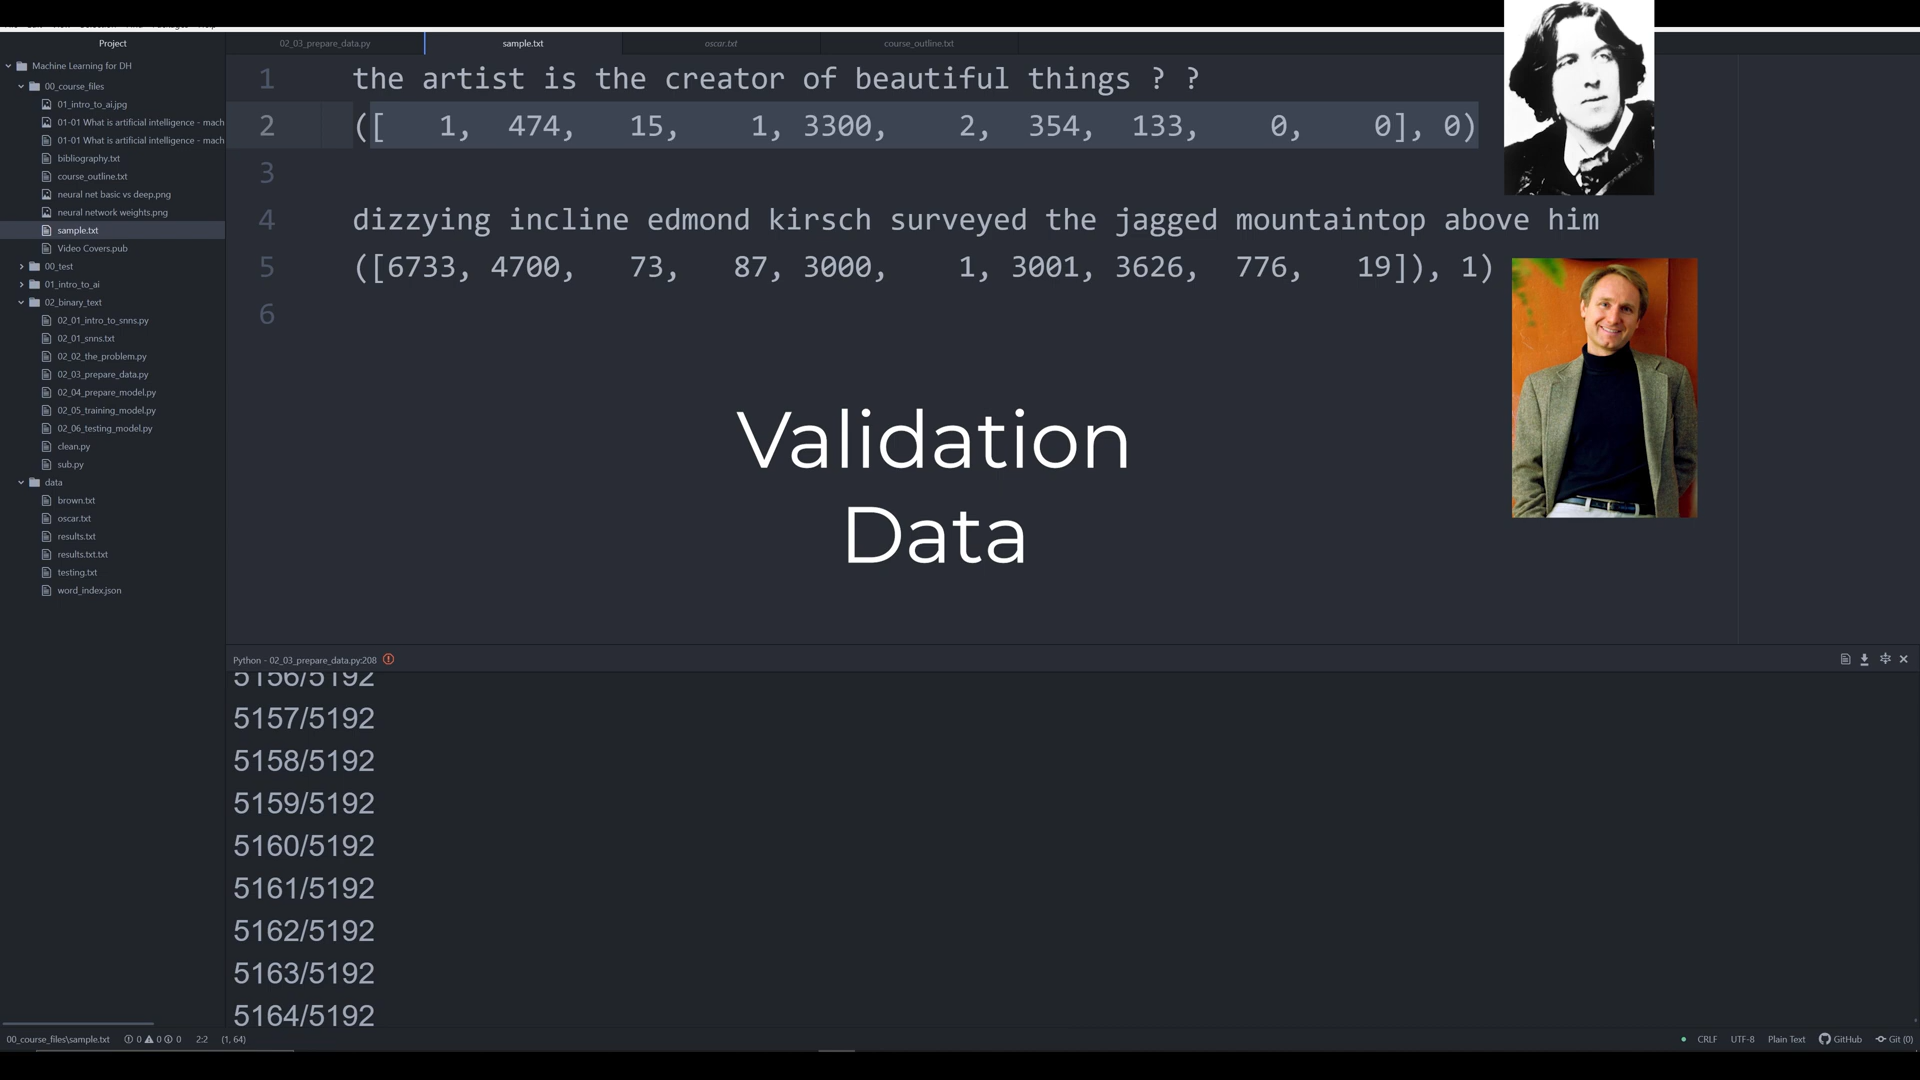 Project
02_03_prepare_data.py
sample.txt
oscar.txt
course_outline.txt
Machine Learning for DH
00_course_files
01_intro_to_ai.jpg
01-01 What is artificial intelligence - mach
01-01 What is artificial intelligence - mach
bibliography.txt
course_outline.txt
neural net basic vs deep.png
neural network weights.png
sample.txt
Video Covers.pub
00_test
01_intro_to_ai
02_binary_text
02_01_intro_to_snns.py
02_01_snns.txt
02_02_the_problem.py
02_03_prepare_data.py
02_04_prepare_model.py
02_05_training_model.py
02_06_testing_model.py
clean.py
sub.py
data
brown.txt
oscar.txt
results.txt
results.txt.txt
testing.txt
word_index.json
1 the artist is the creator of beautiful things ? ?
2 ([ 1, 474, 15, 1, 3300, 2, 354, 133, 0, 0], 0)
3
4 dizzying incline edmond kirsch surveyed the jagged mountaintop above him
5 ([6733, 4700, 73, 87, 3000, 1, 3001, 3626, 776, 19]), 1)
6
Validation
Data
Python - 02_03_prepare_data.py:208
5156/5192
5157/5192
5158/5192
5159/5192
5160/5192
5161/5192
5162/5192
5163/5192
5164/5192
00_course_files\sample.txt 0 0 0 2:2 (1, 64)
CRLF UTF-8 Plain Text GitHub Git (0)